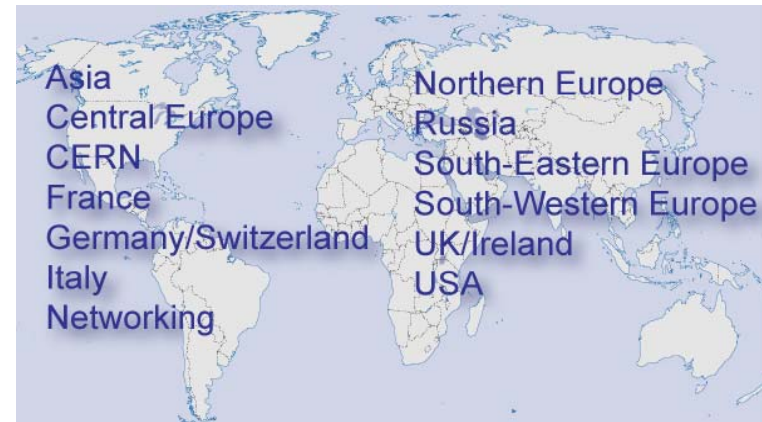 Asia
Central Europe
CERN
France
Germany/Switzerland
Italy
Networking
Northern Europe
Russia
South-Eastern Europe
South-Western Europe
UK/Ireland
USA